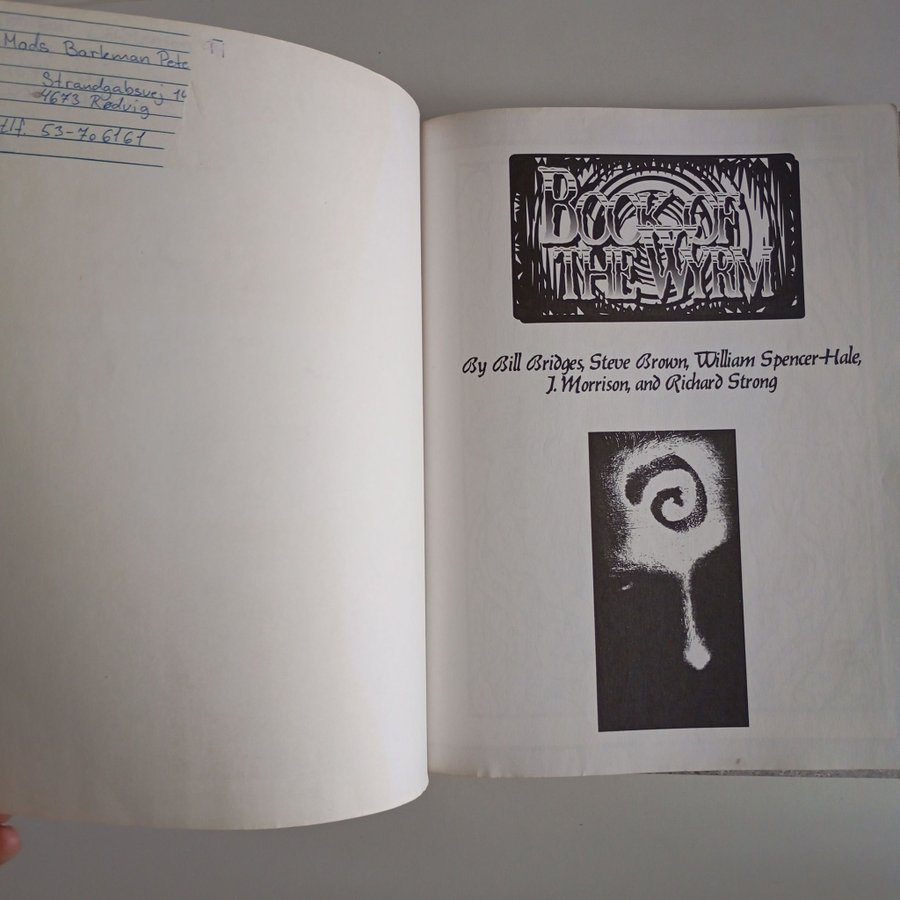 Mads Barkman Pete
Strandgabsvej 14
4673 Rødvig
tlf. 53-706161
BOOK OF
THE WYRM
By Bill Bridges, Steve Brown, William Spencer-Hale,
J. Morrison, and Richard Strong